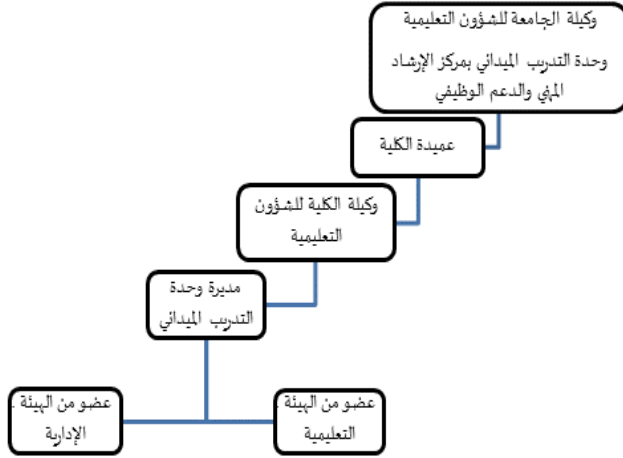 وكيلة الجامعة للشؤون التعليمية
وحدة التدريب الميداني بمركز الإرشاد
المهني والدعم الوظيفي
عميدة الكلية
وكيلة الكلية للشؤون
التعليمية
مديرة وحدة
التدريب الميداني
عضو من الهيئة .
التعليمية
عضو من الهيئة .
الإدارية